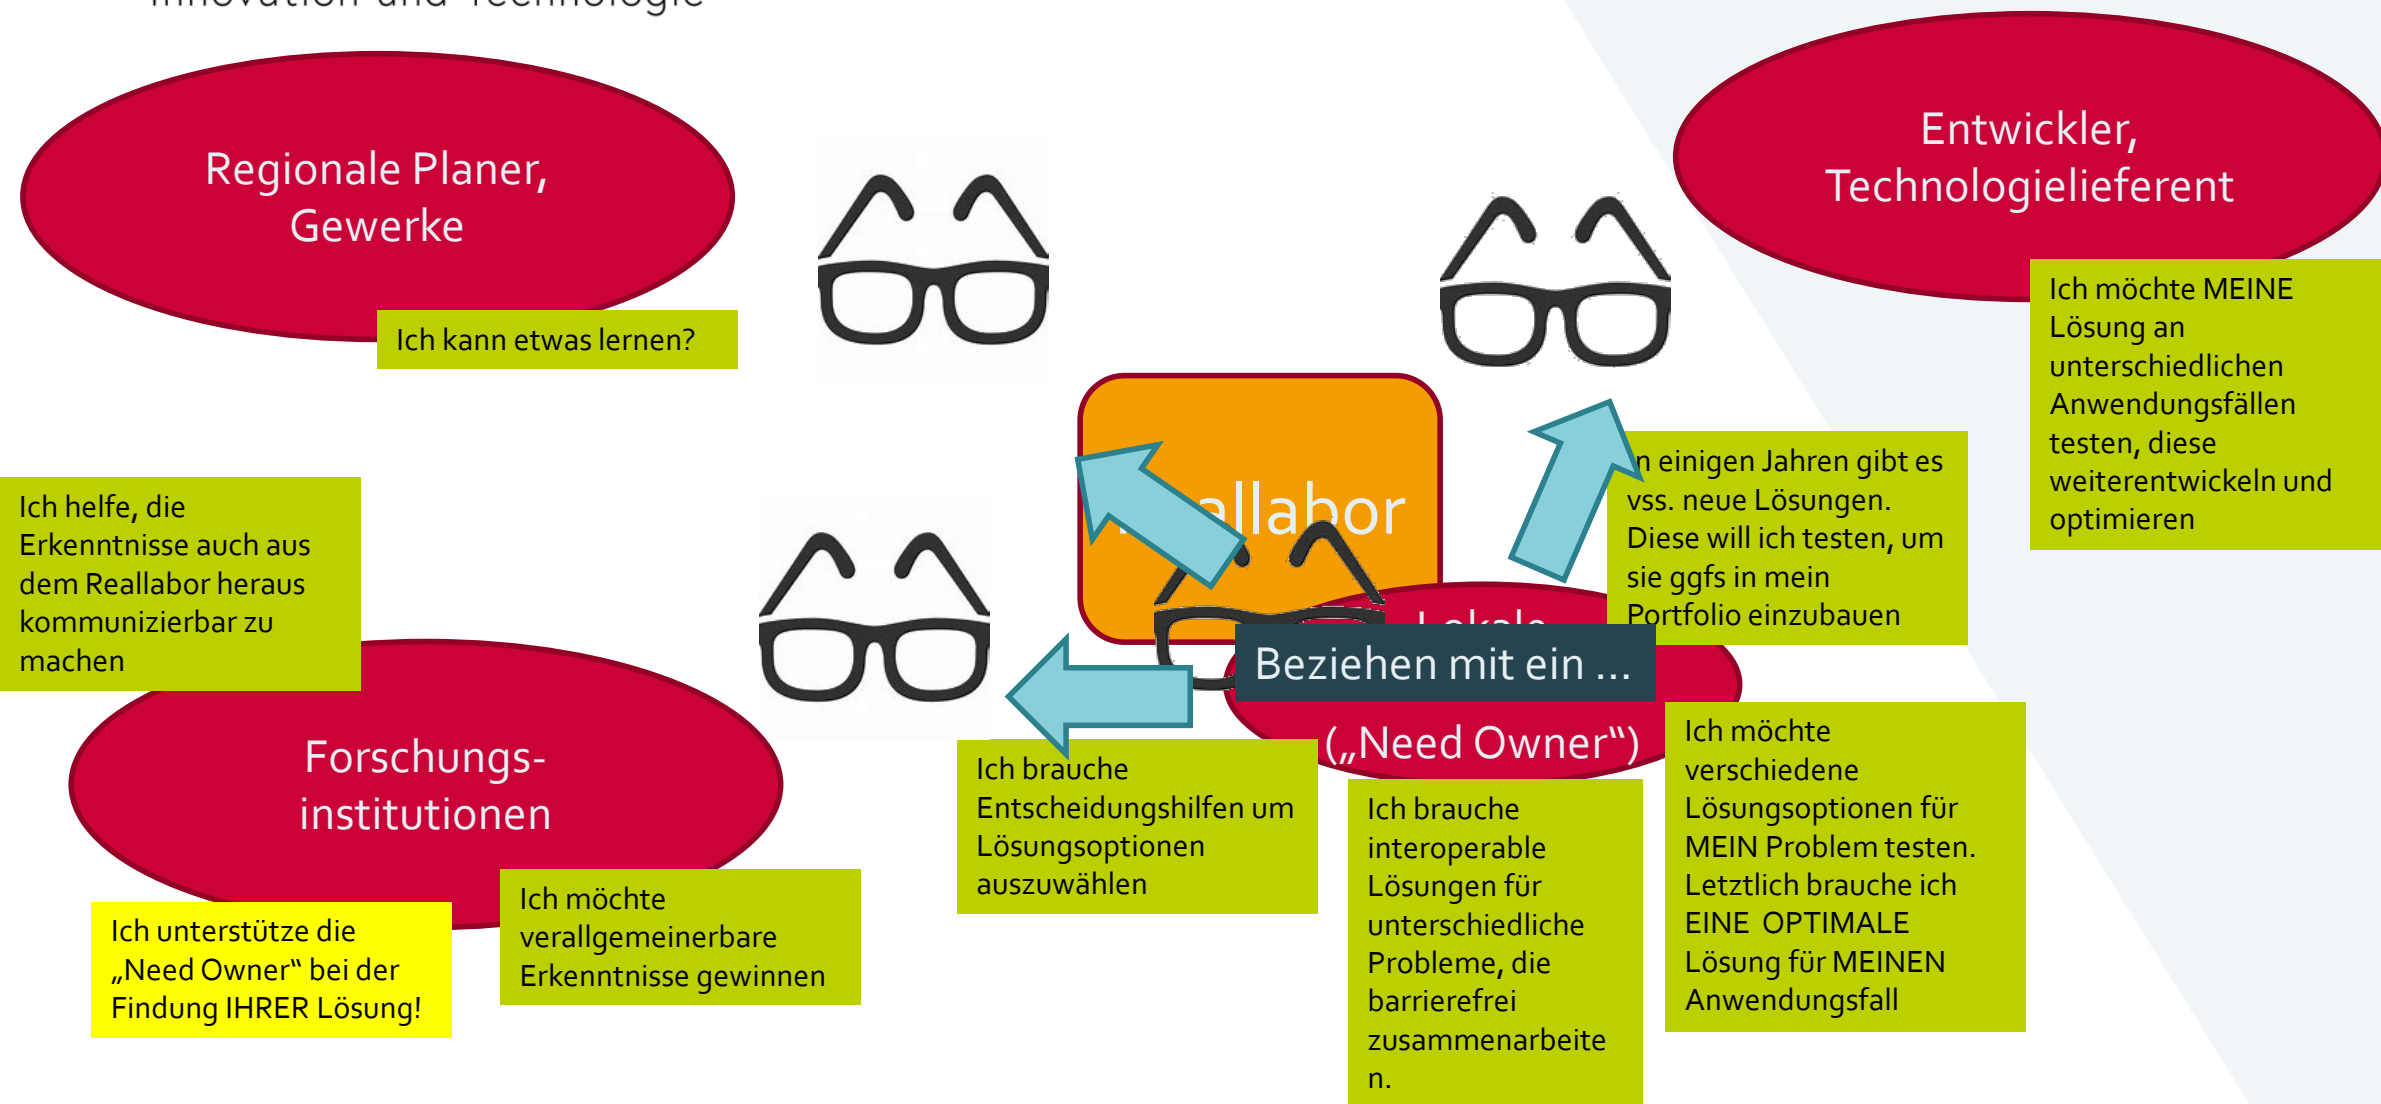 Innovation und Technologie
Regionale Planer,
Gewerke
Ich kann etwas lernen?
Entwickler,
Technologielieferent
Ich möchte MEINE
Lösung an
unterschiedlichen
Anwendungsfällen
testen, diese
weiterentwickeln und
optimieren
n einigen Jahren gibt es
vss. neue Lösungen.
Diese will ich testen, um
sie ggfs in mein
Portfolio einzubauen
allabor
Ich helfe, die
Erkenntnisse auch aus
dem Reallabor heraus
kommunizierbar zu
machen
Forschungs-
institutionen
Ich unterstütze die
„Need Owner“ bei der
Findung IHRER Lösung!
Ich möchte
verallgemeinerbare
Erkenntnisse gewinnen
Lokale
Beziehen mit ein ...
(„Need Owner“)
Ich brauche
Entscheidungshilfen um
Lösungsoptionen
auszuwählen
Ich brauche
interoperable
Lösungen für
unterschiedliche
Probleme, die
barrierefrei
zusammenarbeite
n.
Ich möchte
verschiedene
Lösungsoptionen für
MEIN Problem testen.
Letztlich brauche ich
EINE OPTIMALE
Lösung für MEINEN
Anwendungsfall